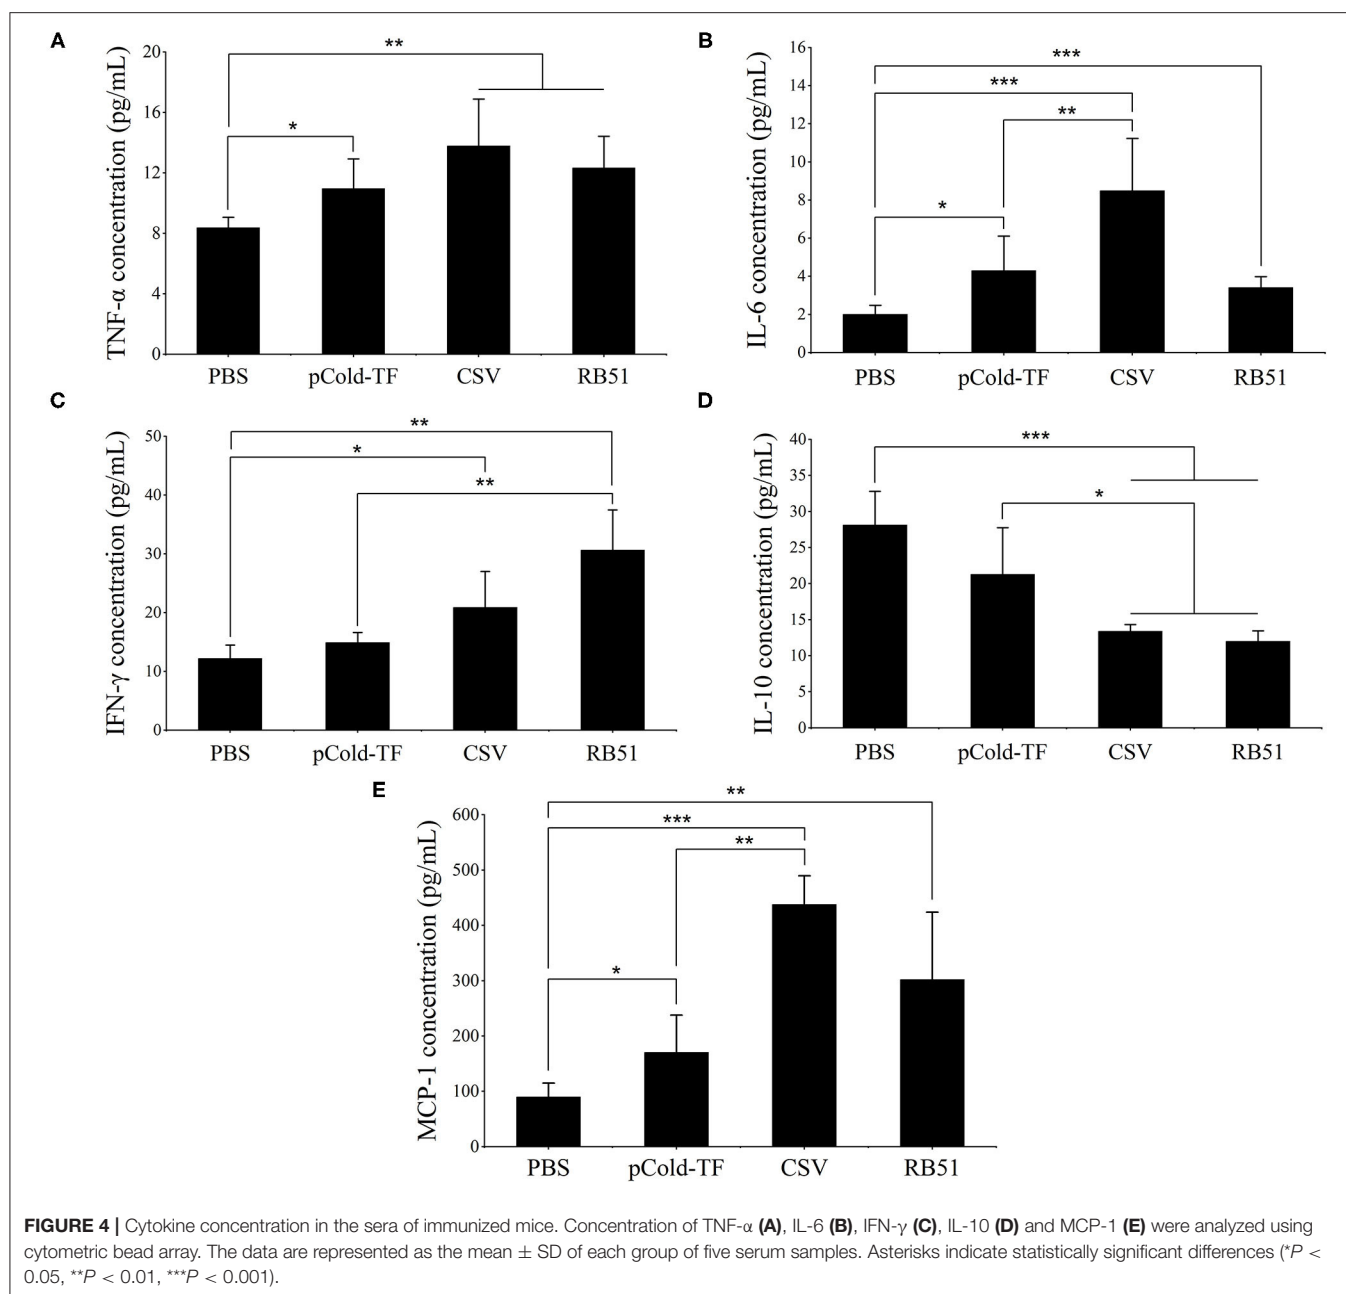 A
**
*
TNF-α concentration (pg/mL)
20
16
12
8
4
0
PBS pCold-TF CSV RB51
B
***
***
**
*
IL-6 concentration (pg/mL)
16
14
12
10
8
6
4
2
0
PBS pCold-TF CSV RB51
C
**
*
**
IFN-γ concentration (pg/mL)
50
40
30
20
10
0
PBS pCold-TF CSV RB51
D
***
*
IL-10 concentration (pg/mL)
40
35
30
25
20
15
10
5
0
PBS pCold-TF CSV RB51
E
**
***
**
*
MCP-1 concentration (pg/mL)
600
500
400
300
200
100
0
PBS pCold-TF CSV RB51
FIGURE 4 | Cytokine concentration in the sera of immunized mice. Concentration of TNF-α (A), IL-6 (B), IFN-γ (C), IL-10 (D) and MCP-1 (E) were analyzed using
cytometric bead array. The data are represented as the mean ± SD of each group of five serum samples. Asterisks indicate statistically significant differences (*P <
0.05, **P < 0.01, ***P < 0.001).